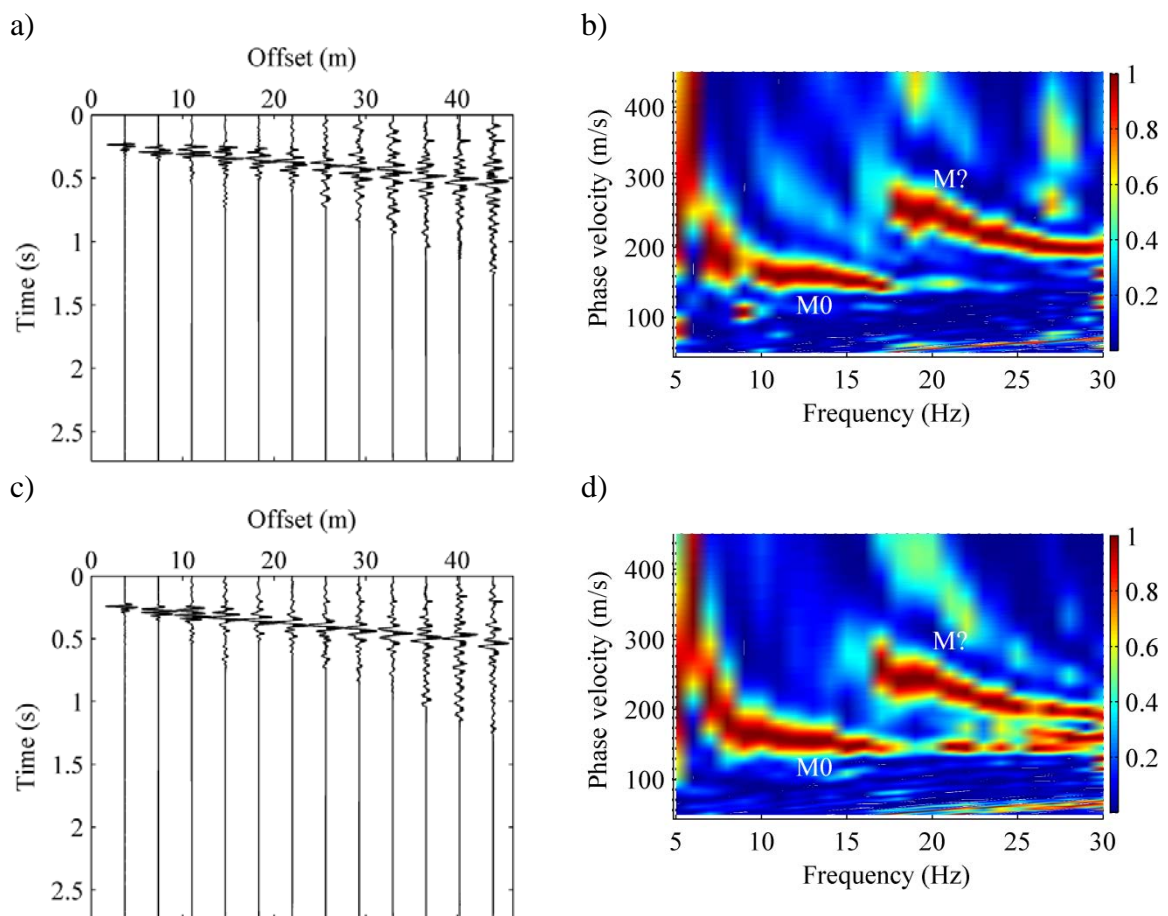 a)
Offset (m)
0 10 20 30 40
0
0.5
1
1.5
2
2.5
Time (s)
b)
400
300
200
100
Phase velocity (m/s)
M?
M0
5 10 15 20 25 30
Frequency (Hz)
1
0.8
0.6
0.4
0.2
c)
Offset (m)
0 10 20 30 40
0
0.5
1
1.5
2
2.5
Time (s)
d)
400
300
200
100
Phase velocity (m/s)
M?
M0
5 10 15 20 25 30
Frequency (Hz)
1
0.8
0.6
0.4
0.2